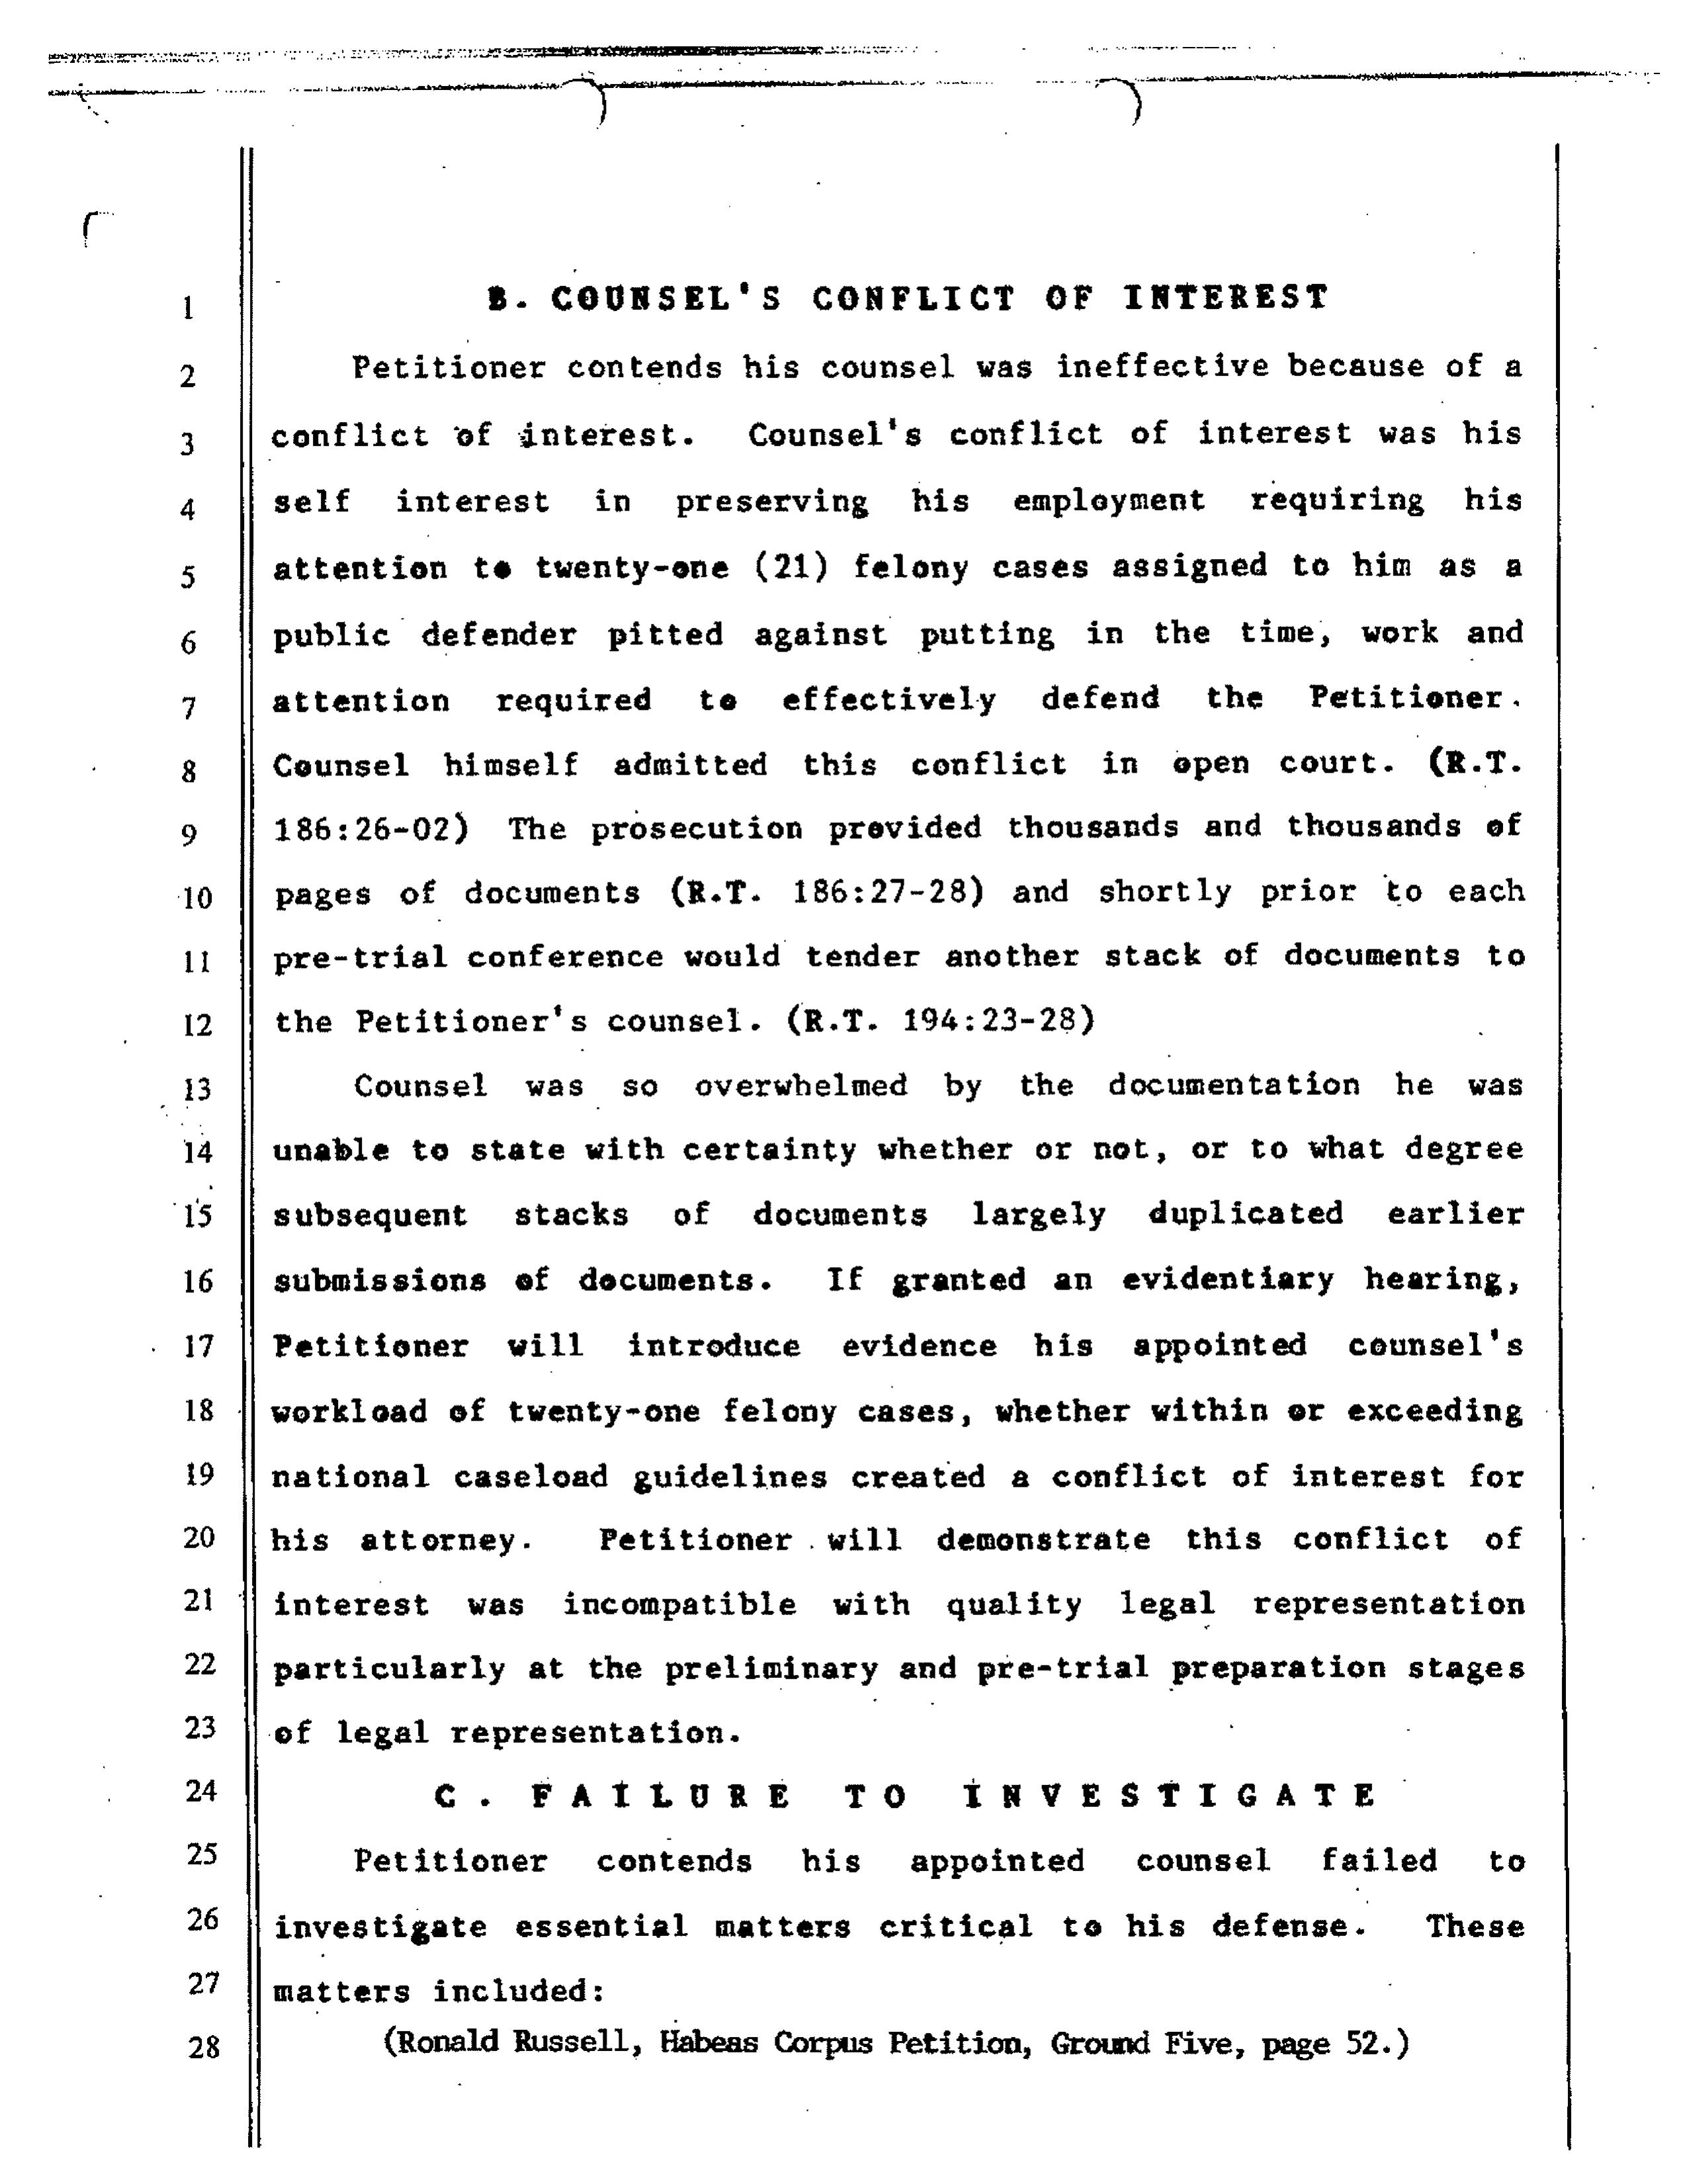 1 B. COUNSEL'S CONFLICT OF INTEREST
2 Petitioner contends his counsel was ineffective because of a
3 conflict of interest. Counsel's conflict of interest was his
4 self interest in preserving his employment requiring his
5 attention to twenty-one (21) felony cases assigned to him as a
6 public defender pitted against putting in the time, work and
7 attention required to effectively defend the Petitioner.
8 Counsel himself admitted this conflict in open court. (R.T.
9 186:26-02) The prosecution provided thousands and thousands of
10 pages of documents (R.T. 186:27-28) and shortly prior to each
11 pre-trial conference would tender another stack of documents to
12 the Petitioner's counsel. (R.T. 194:23-28)
13 Counsel was so overwhelmed by the documentation he was
14 unable to state with certainty whether or not, or to what degree
15 subsequent stacks of documents largely duplicated earlier
16 submissions of documents. If granted an evidentiary hearing,
17 Petitioner will introduce evidence his appointed counsel's
18 workload of twenty-one felony cases, whether within or exceeding
19 national caseload guidelines created a conflict of interest for
20 his attorney. Petitioner will demonstrate this conflict of
21 interest was incompatible with quality legal representation
22 particularly at the preliminary and pre-trial preparation stages
23 of legal representation.
24 C. FAILURE TO INVESTIGATE
25 Petitioner contends his appointed counsel failed to
26 investigate essential matters critical to his defense. These
27 matters included:
28 (Ronald Russell, Habeas Corpus Petition, Ground Five, page 52.)